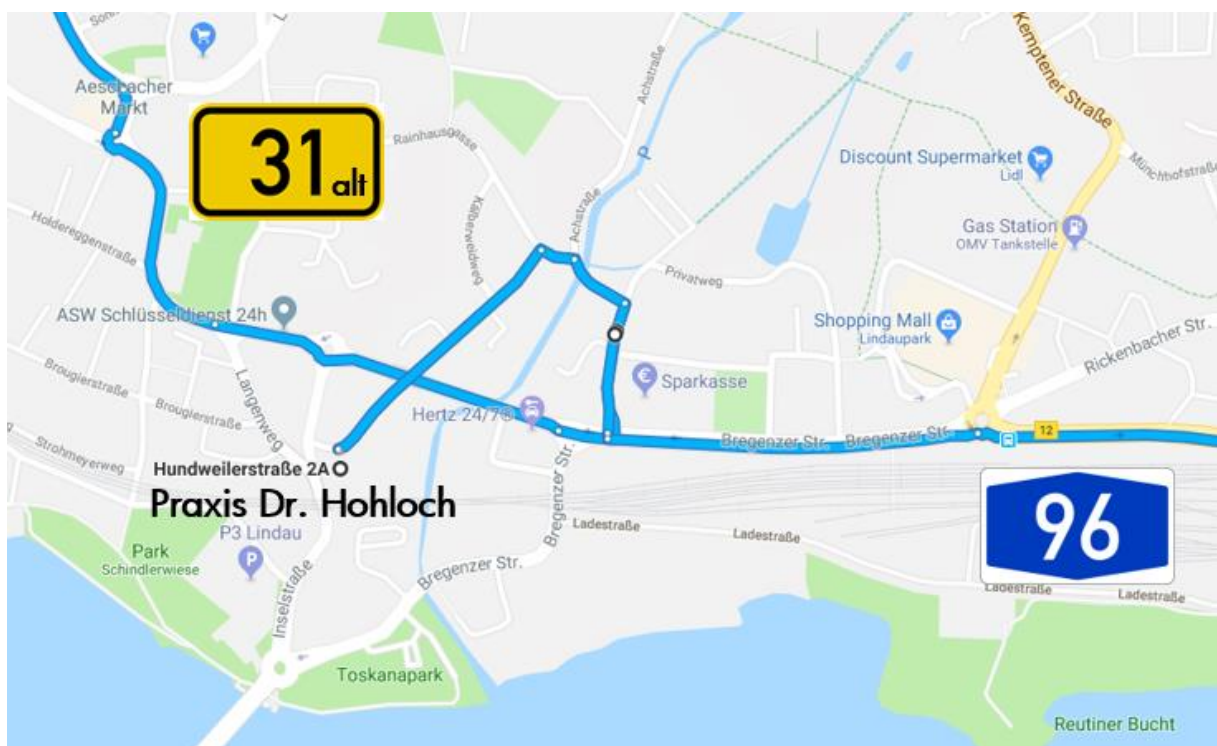 Aeschacher
Markt
31 alt
Rainhausgasse
Achstraße
Achstraße
Kemptener Straße
Münchhofstraße
Discount Supermarket
Lidl
Gas Station
OMV Tankstelle
Holdereggenstraße
Kälberweidweg
Privatweg
ASW Schlüsseldienst 24h
Shopping Mall
Lindaupark
Rickenbacher Str.
Brougierstraße
Brougierstraße
Langenweg
Sparkasse
Hertz 24/7®
Bregenzer Str.
Bregenzer Str.
12
Strohmeyerweg
Hundweilerstraße 2A
Praxis Dr. Hohloch
Bregenzer Str.
96
P3 Lindau
P
Ladestraße
Ladestraße
Ladestraße
Ladestraße
Park
Schindlerwiese
Bregenzer Str.
Inselstraße
Toskanapark
Reutiner Bucht